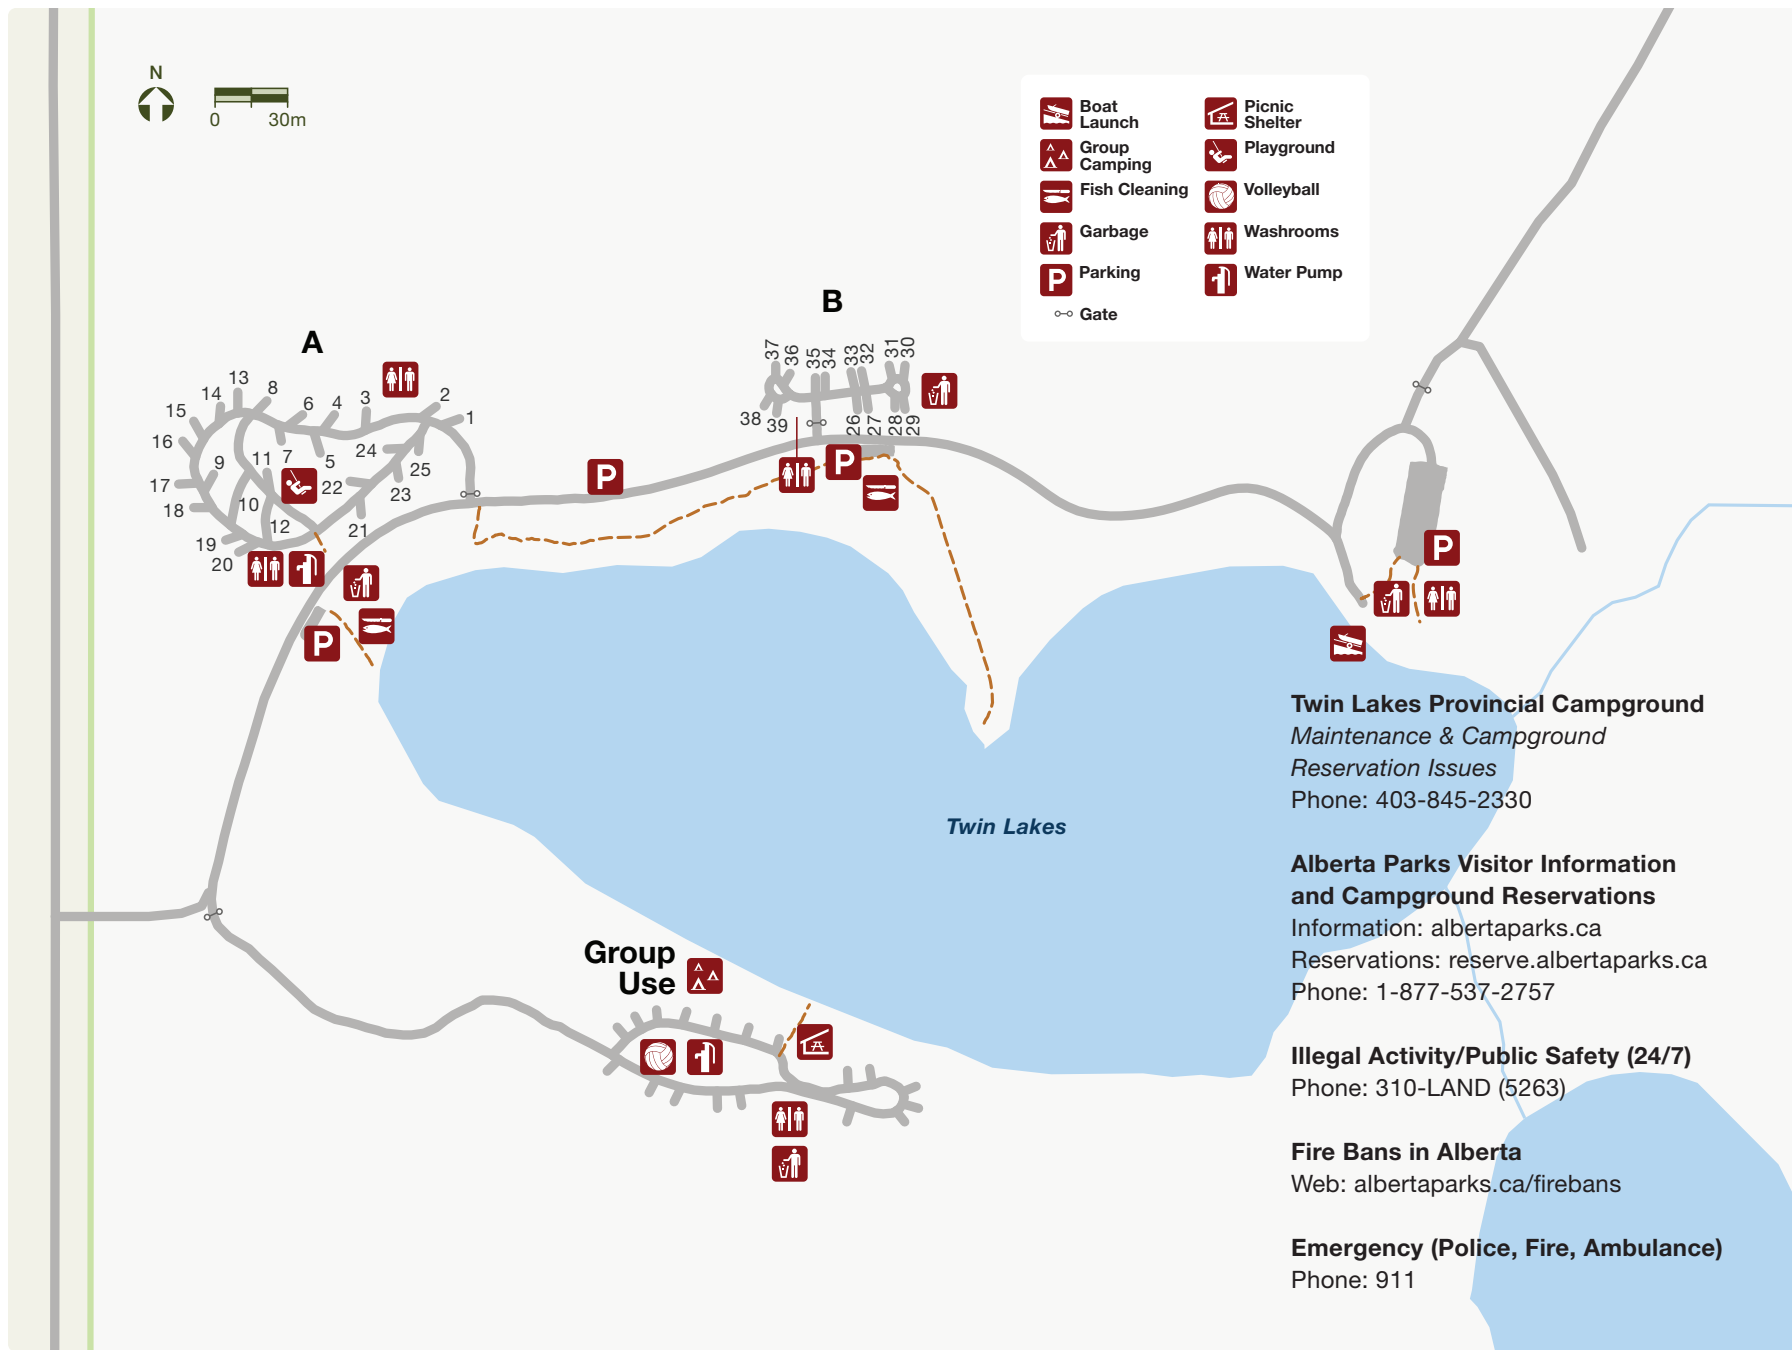 N
0 30m
Boat
Launch
Group
Camping
Fish Cleaning
Garbage
Parking
Gate
Picnic
Shelter
Playground
Volleyball
Washrooms
Water Pump
A
B
37
36
35
34
33
32
31
30
38
39
26
27
28
29
13
8
14
6
4
3
2
1
15
16
9
11
7
5
24
25
17
22
23
18
10
12
21
19
20
P
P
P
P
Twin Lakes
Group
Use
Twin Lakes Provincial Campground
Maintenance & Campground
Reservation Issues
Phone: 403-845-2330
Alberta Parks Visitor Information
and Campground Reservations
Information: albertaparks.ca
Reservations: reserve.albertaparks.ca
Phone: 1-877-537-2757
Illegal Activity/Public Safety (24/7)
Phone: 310-LAND (5263)
Fire Bans in Alberta
Web: albertaparks.ca/firebans
Emergency (Police, Fire, Ambulance)
Phone: 911